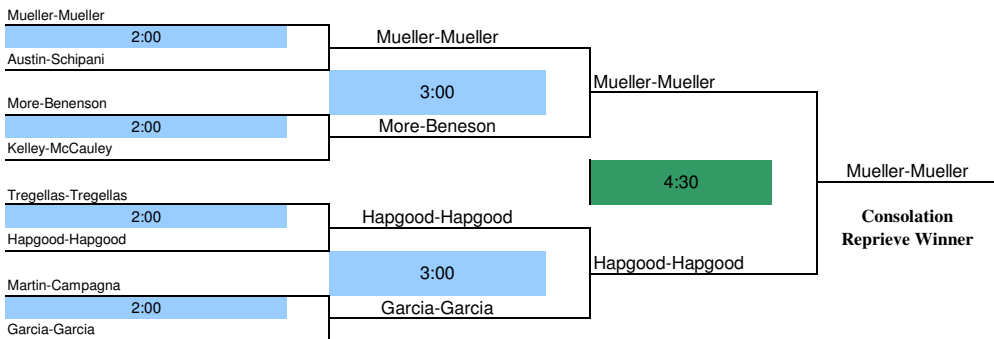 Mueller-Mueller
2:00
Austin-Schipani
Mueller-Mueller
3:00
More-Benenson
2:00
Kelley-McCauley
More-Beneson
Mueller-Mueller
4:30
Tregellas-Tregellas
2:00
Hapgood-Hapgood
Hapgood-Hapgood
3:00
Martin-Campagna
2:00
Garcia-Garcia
Garcia-Garcia
Hapgood-Hapgood
Mueller-Mueller
Consolation
Reprieve Winner